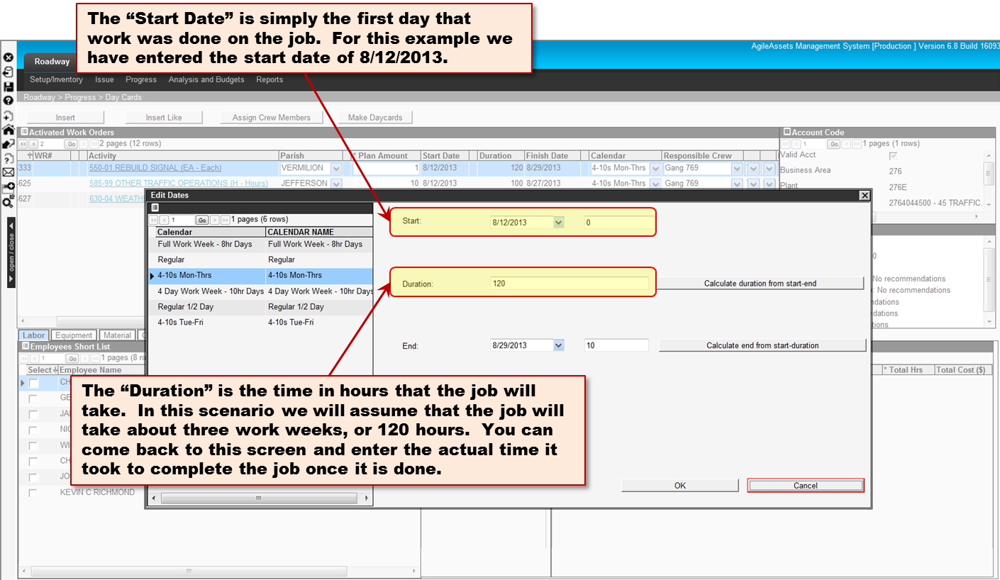 The “Start Date” is simply the first day that
work was done on the job.  For this example we
have entered the start date of 8/12/2013.
AgileAssets Management System [Production ] Version 6.8 Build 16093
Roadway
Setup/Inventory Issue Progress Analysis and Budgets Reports
Roadway > Progress > Day Cards
Insert Insert Like Assign Crew Members Make Daycards
Activated Work Orders
<< < 2 Go > >> 2 pages (12 rows)
WR# Activity Parish * Plan Amount Start Date Duration Finish Date Calendar Responsible Crew
333 550-01 REBUILD SIGNAL (EA - Each) VERMILION 1 8/12/2013 120 8/29/2013 4-10s Mon-Thrs Gang 769
625 585-99 OTHER TRAFFIC OPERATIONS (H - Hours) JEFFERSON 10 8/12/2013 100 8/27/2013 4-10s Mon-Thrs Gang 769
627 630-04 WEATH
Account Code
<< < 1 Go > >> 1 pages (1 rows)
Valid Acct
Business Area 276
Plant 276E
2764044500 - 45 TRAFFIC.
open / close
Edit Dates
<< < 1 Go > >> 1 pages (6 rows)
Calendar CALENDAR NAME
Full Work Week - 8hr Days Full Work Week - 8hr Days
Regular Regular
4-10s Mon-Thrs 4-10s Mon-Thrs
4 Day Work Week - 10hr Days 4 Day Work Week - 10hr Days
Regular 1/2 Day Regular 1/2 Day
4-10s Tue-Fri 4-10s Tue-Fri
Start: 8/12/2013 0
Duration: 120 Calculate duration from start-end
End: 8/29/2013 10 Calculate end from start-duration
OK Cancel
0
No recommendations
: No recommendations
dations
dations
tions
Labor Equipment Material
Employees Short List
<< < 1 Go > >> 1 pages (8 ro
Select Employee Name
* Total Hrs Total Cost ($)
CH
GE
JA
NIC
WI
CH
JO
KEVIN C RICHMOND
The “Duration” is the time in hours that the job will
take.  In this scenario we will assume that the job will
take about three work weeks, or 120 hours.  You can
come back to this screen and enter the actual time it
took to complete the job once it is done.